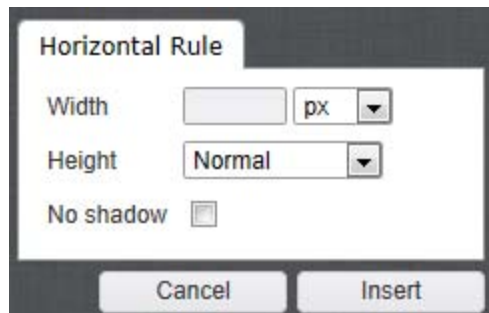 Horizontal Rule
Width px
Height Normal
No shadow
Cancel Insert